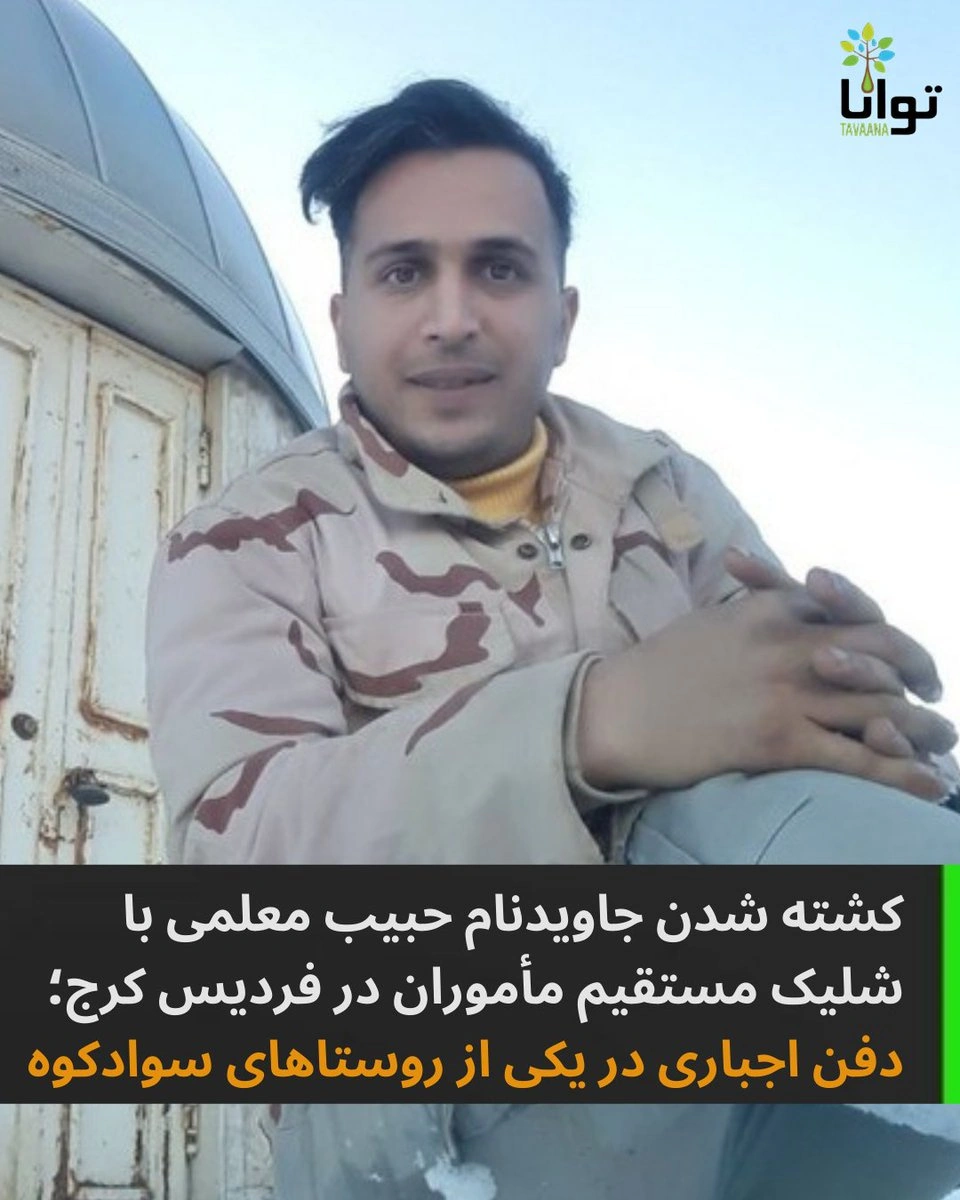 توانا
TAVAANA
کشته شدن جاویدنام حبیب معلمی با
شلیک مستقیم مأموران در فردیس کرج؛
دفن اجباری در یکی از روستاهای سوادکوه